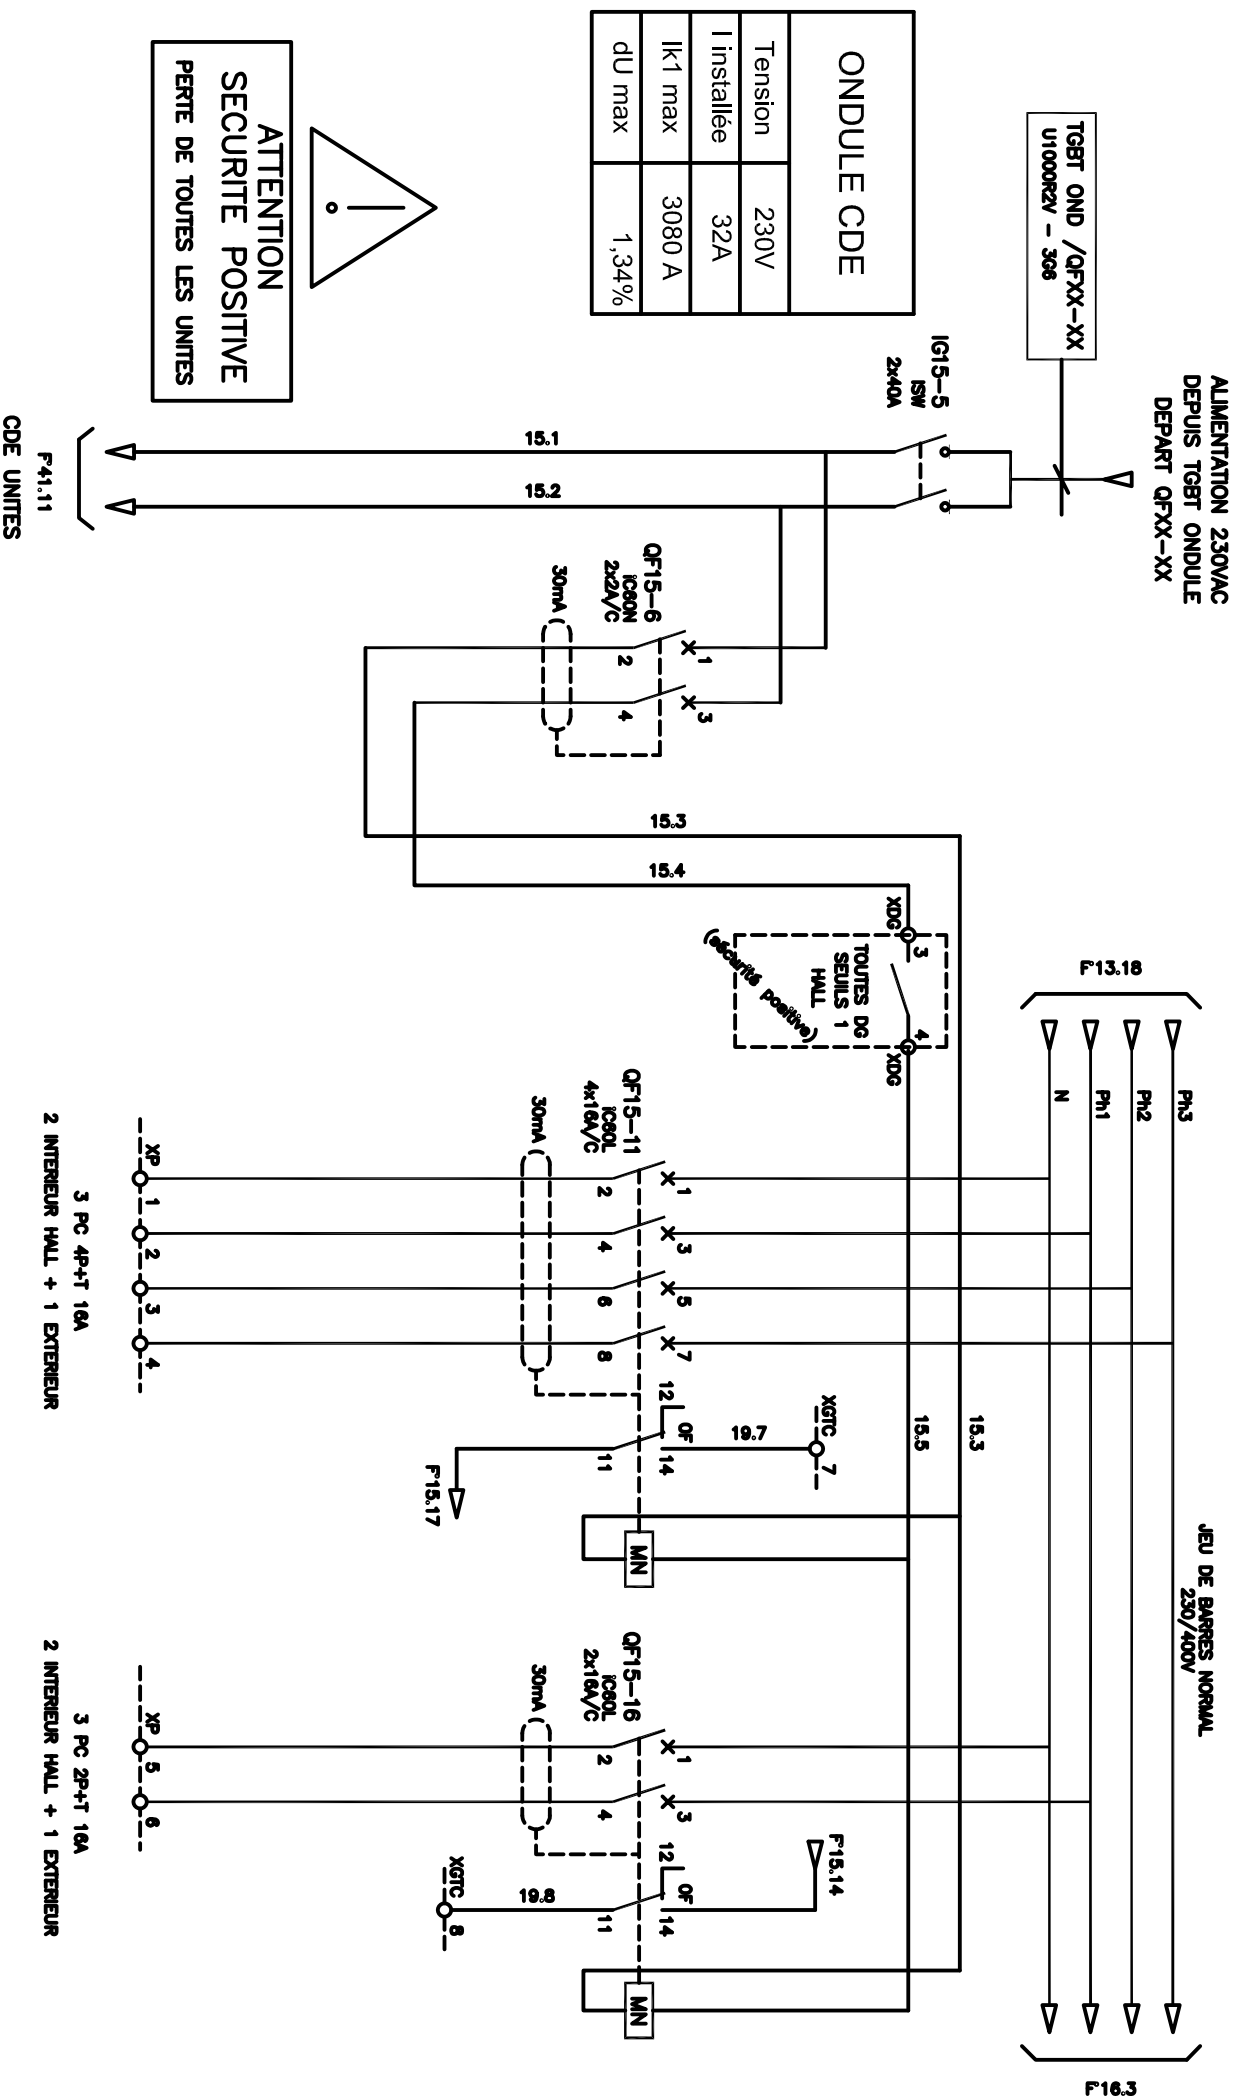 ALIMENTATION 230VAC
DEPUIS TGBT ONDULE
DEPART QFXX-XX
TGBT OND /QFXX-XX
U1000R2V - 3G6
ONDULE CDE
Tension 230V
I installée 32A
Ik1 max 3080 A
dU max 1,34%
ATTENTION
SECURITE POSITIVE
PERTE DE TOUTES LES UNITES
IG15-5
ISW
2x40A
15.1
15.2
F°41.11
CDE UNITES
QF15-6
iC60N
2x2A/C
30mA
1
2
3
4
15.3
15.4
XDG
3
TOUTES DG
SEUILS 1
HALL
(sécurité positive)
4
XDG
F°13.18
N
Ph1
Ph2
Ph3
JEU DE BARRES NORMAL
230/400V
F°16.3
15.3
15.5
QF15-11
iC60L
4x16A/C
30mA
1
2
3
4
5
6
7
8
12
OF
14
11
19.7
XGTC
7
F°15.17
MN
XP
1
2
3
4
3 PC 4P+T 16A
2 INTERIEUR HALL + 1 EXTERIEUR
QF15-16
iC60L
2x16A/C
30mA
1
2
3
4
12
OF
14
11
F°15.14
19.8
XGTC
8
MN
XP
5
6
3 PC 2P+T 16A
2 INTERIEUR HALL + 1 EXTERIEUR